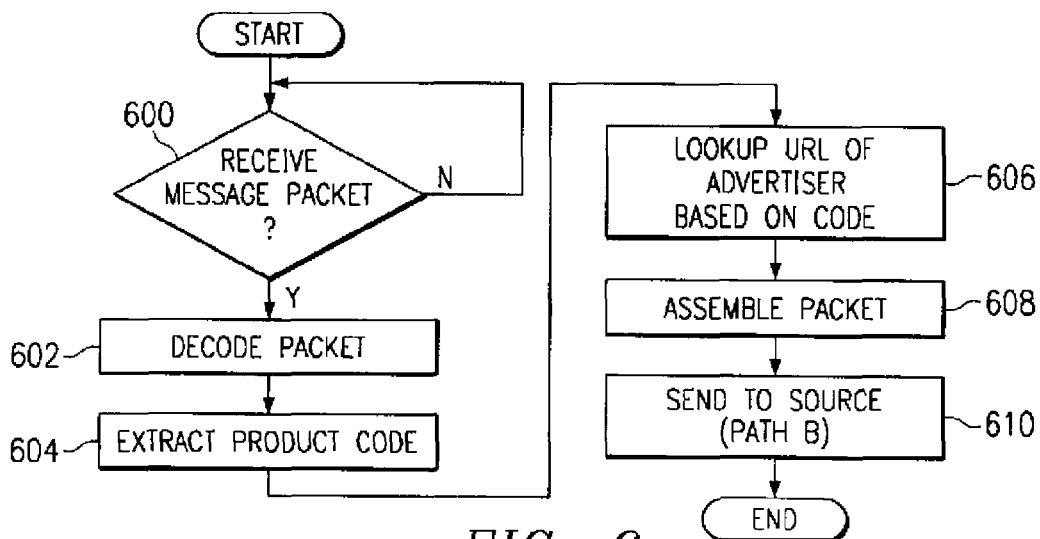 START
600
RECEIVE
MESSAGE PACKET
?
N
Y
602
DECODE PACKET
604
EXTRACT PRODUCT CODE
LOOKUP URL OF
ADVERTISER
BASED ON CODE
606
ASSEMBLE PACKET
608
SEND TO SOURCE
(PATH B)
610
END